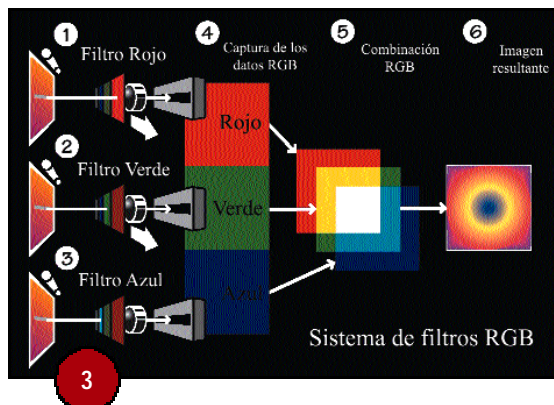 1
Filtro Rojo
2
Filtro Verde
3
Filtro Azul
4
Captura de los
datos RGB
Rojo
Verde
Azul
5
Combinación
RGB
6
Imagen
resultante
Sistema de filtros RGB
3